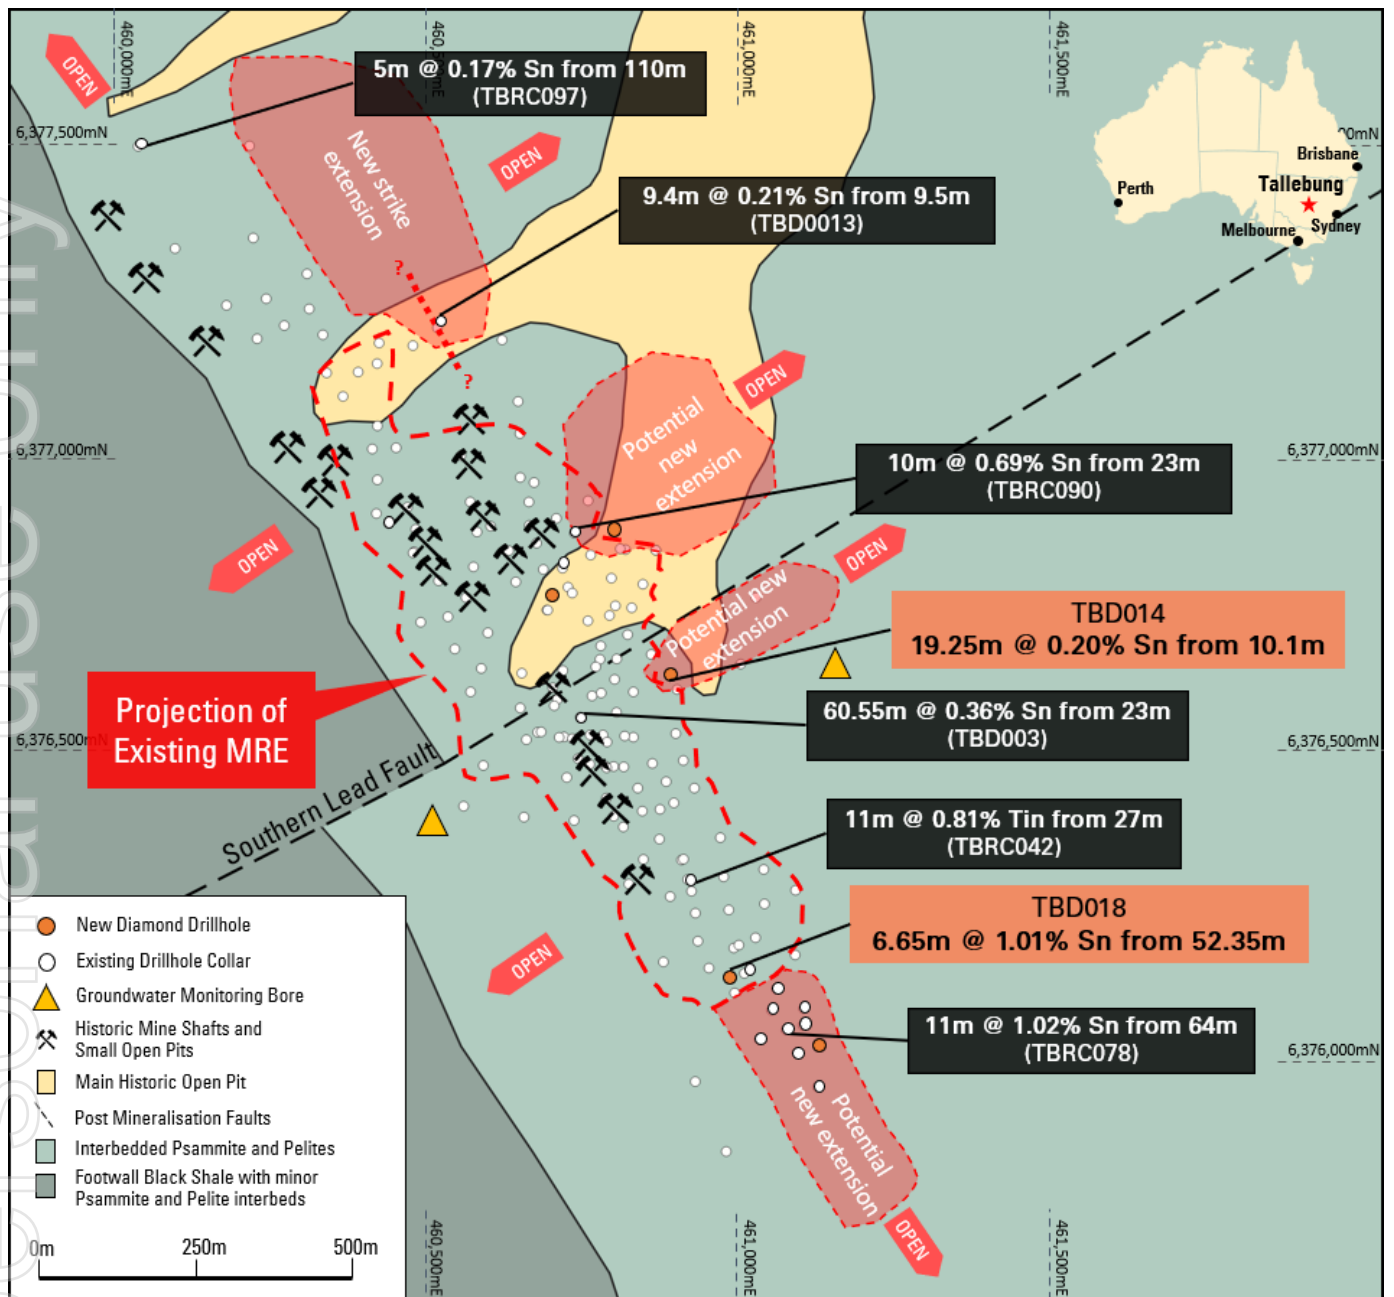 460,000mE
460,500mE
461,000mE
461,500mE
OPEN
5m @ 0.17% Sn from 110m
(TBRC097)
6,377,500mN
00mN
Brisbane
Perth
Tallebung
Sydney
Melbourne
New strike
extension
OPEN
9.4m @ 0.21% Sn from 9.5m
(TBD0013)
?
?
OPEN
Potential
new
extension
6,377,000mN
6,377,000mN
10m @ 0.69% Sn from 23m
(TBRC090)
OPEN
OPEN
Potential new
extension
TBD014
19.25m @ 0.20% Sn from 10.1m
Projection of
Existing MRE
60.55m @ 0.36% Sn from 23m
(TBD003)
6,376,500mN
6,376,500mN
Southern Lead Fault
11m @ 0.81% Tin from 27m
(TBRC042)
TBD018
6.65m @ 1.01% Sn from 52.35m
OPEN
11m @ 1.02% Sn from 64m
(TBRC078)
6,376,000mN
Potential
new extension
OPEN
New Diamond Drillhole
Existing Drillhole Collar
Groundwater Monitoring Bore
Historic Mine Shafts and
Small Open Pits
Main Historic Open Pit
Post Mineralisation Faults
Interbedded Psammite and Pelites
Footwall Black Shale with minor
Psammite and Pelite interbeds
0m
250m
500m
460,500mE
461,000mE
461,500mE